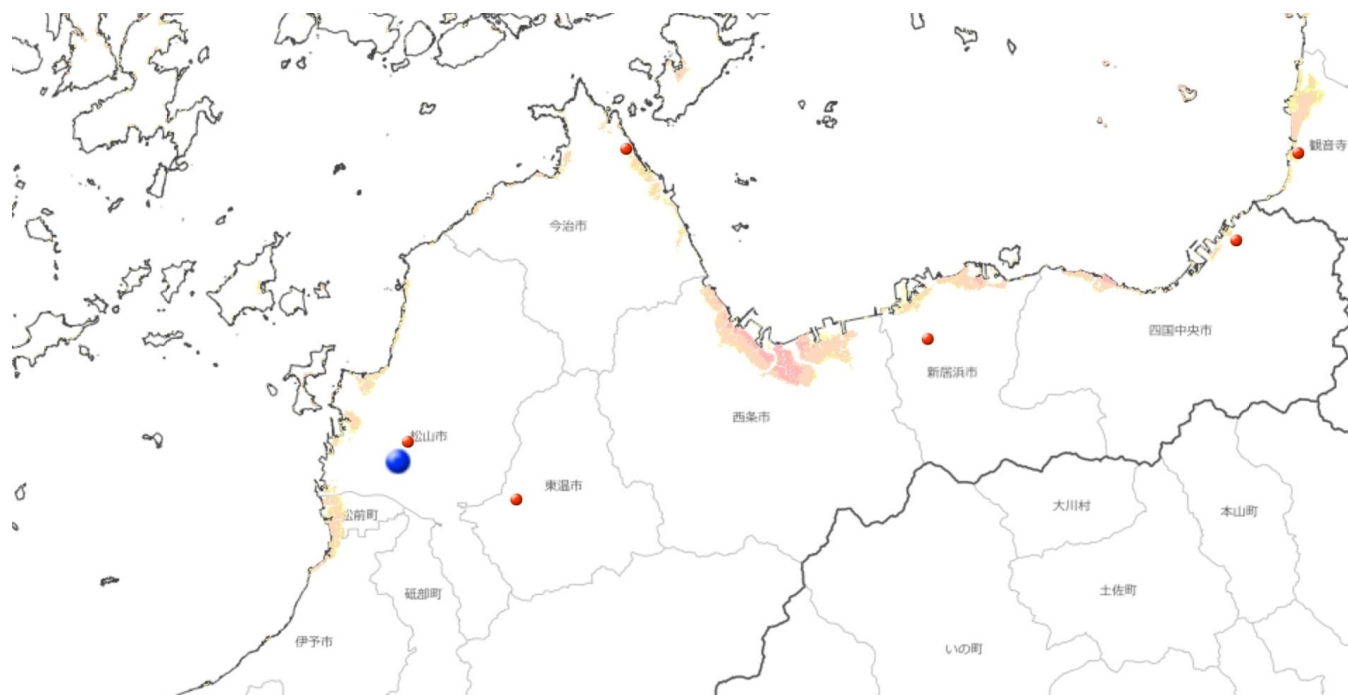 観音寺
今治市
四国中央市
新居浜市
西条市
松山市
東温市
大川村
本山町
松前町
砥部町
土佐町
伊予市
いの町